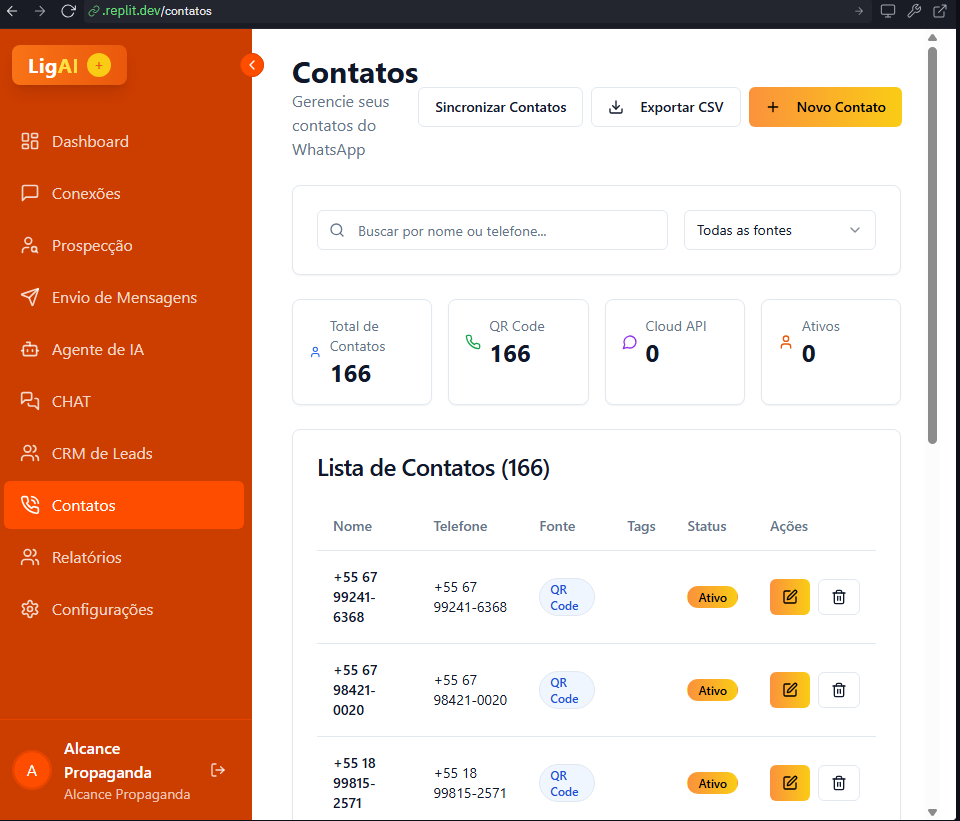 .replit.dev/contatos
LigAI +
Dashboard
Conexões
Prospecção
Envio de Mensagens
Agente de IA
CHAT
CRM de Leads
Contatos
Relatórios
Configurações
A
Alcance
Propaganda
Alcance Propaganda
Contatos
Gerencie seus
contatos do
WhatsApp
Sincronizar Contatos
Exportar CSV
+ Novo Contato
Buscar por nome ou telefone...
Todas as fontes
Total de
Contatos
166
QR Code
166
Cloud API
0
Ativos
0
Lista de Contatos (166)
Nome Telefone Fonte Tags Status Ações
+55 67
99241-
6368
+55 67
99241-6368
QR
Code
Ativo
+55 67
98421-
0020
+55 67
98421-0020
QR
Code
Ativo
+55 18
99815-
2571
+55 18
99815-2571
QR
Code
Ativo